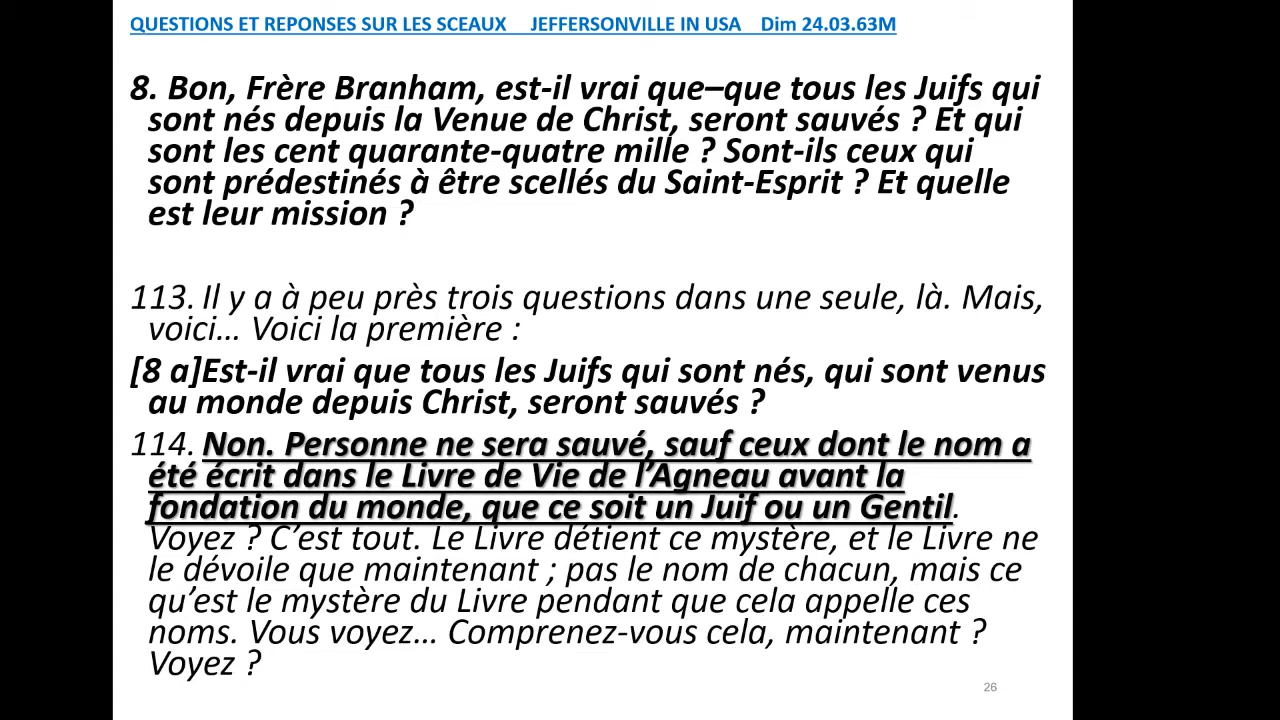 QUESTIONS ET REPONSES SUR LES SCEAUX JEFFERSONVILLE IN USA Dim 24.03.63M
8. Bon, Frère Branham, est-il vrai que–que tous les Juifs qui
sont nés depuis la Venue de Christ, seront sauvés ? Et qui
sont les cent quarante-quatre mille ? Sont-ils ceux qui
sont prédestinés à être scellés du Saint-Esprit ? Et quelle
est leur mission ?
113. Il y a à peu près trois questions dans une seule, là. Mais,
voici… Voici la première :
[8 a]Est-il vrai que tous les Juifs qui sont nés, qui sont venus
au monde depuis Christ, seront sauvés ?
114. Non. Personne ne sera sauvé, sauf ceux dont le nom a
été écrit dans le Livre de Vie de l’Agneau avant la
fondation du monde, que ce soit un Juif ou un Gentil.
Voyez ? C’est tout. Le Livre détient ce mystère, et le Livre ne
le dévoile que maintenant ; pas le nom de chacun, mais ce
qu’est le mystère du Livre pendant que cela appelle ces
noms. Vous voyez… Comprenez-vous cela, maintenant ?
Voyez ?
26